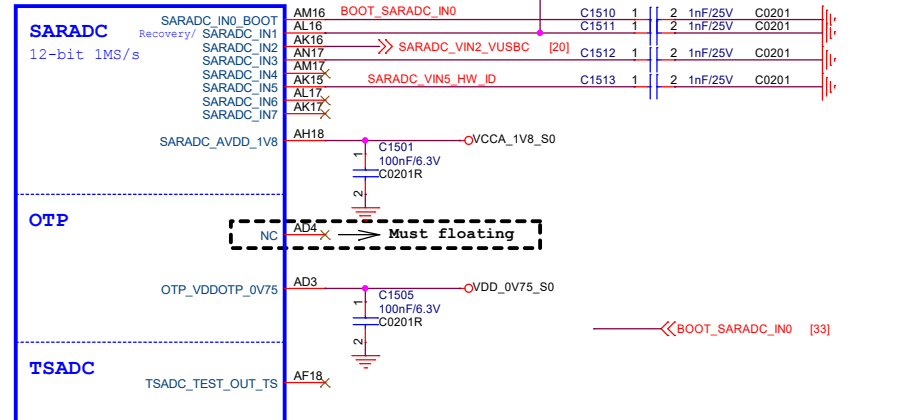 SARADC
12-bit 1MS/s
SARADC_IN0_BOOT AM16 BOOT_SARADC_IN0 C1510 1 2 1nF/25V C0201
Recovery/ SARADC_IN1 AL16 C1511 1 2 1nF/25V C0201
SARADC_IN2 AK16 SARADC_VIN2_VUSBC [20]
SARADC_IN3 AN17 C1512 1 2 1nF/25V C0201
SARADC_IN4 AM17
SARADC_IN5 AK15 SARADC_VIN5_HW_ID C1513 1 2 1nF/25V C0201
SARADC_IN6 AL17
SARADC_IN7 AK17
SARADC_AVDD_1V8 AH18 VCCA_1V8_S0
1 C1501
100nF/6.3V
C0201R
2
OTP
NC AD4 Must floating
OTP_VDDOTP_0V75 AD3 VDD_0V75_S0
1 C1505
100nF/6.3V
C0201R
2
BOOT_SARADC_IN0 [33]
TSADC
TSADC_TEST_OUT_TS AF18